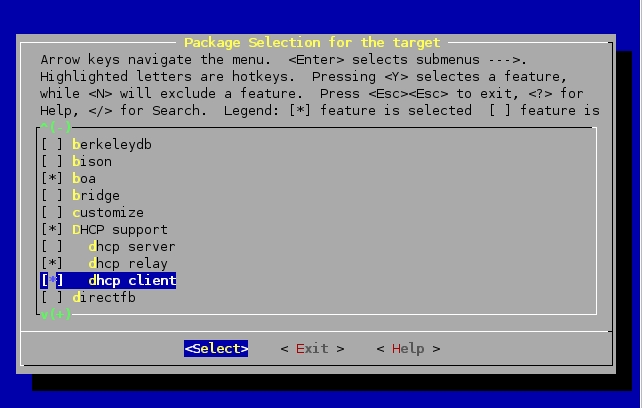 Package Selection for the target
Arrow keys navigate the menu.  <Enter> selects submenus --->.
Highlighted letters are hotkeys.  Pressing <Y> selectes a feature,
while <N> will exclude a feature.  Press <Esc><Esc> to exit, <?> for
Help, </> for Search.  Legend: [*] feature is selected  [ ] feature is
^(-)
[ ] berkeleydb
[ ] bison
[*] boa
[ ] bridge
[ ] customize
[*] DHCP support
[ ]   dhcp server
[*]   dhcp relay
[*]   dhcp client
[ ] directfb
v(+)
<Select>    < Exit >    < Help >